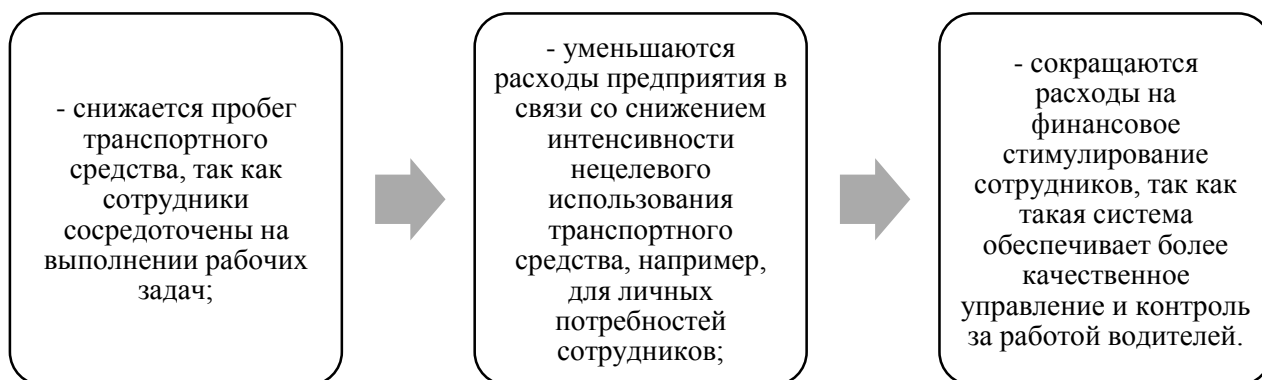 - снижается пробег
транспортного
средства, так как
сотрудники
сосредоточены на
выполнении рабочих
задач;
- уменьшаются
расходы предприятия в
связи со снижением
интенсивности
нецелевого
использования
транспортного
средства, например,
для личных
потребностей
сотрудников;
- сокращаются
расходы на
финансовое
стимулирование
сотрудников, так как
такая система
обеспечивает более
качественное
управление и контроль
за работой водителей.